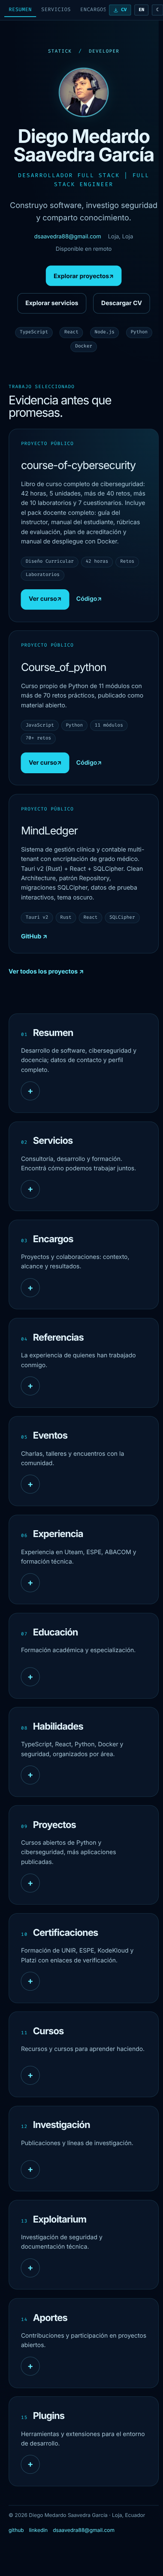 RESUMEN SERVICIOS ENCARGOS CV EN
STATICK / DEVELOPER
Diego Medardo
Saavedra García
DESARROLLADOR FULL STACK | FULL
STACK ENGINEER
Construyo software, investigo seguridad
y comparto conocimiento.
dsaavedra88@gmail.com Loja, Loja
Disponible en remoto
Explorar proyectos↗
Explorar servicios Descargar CV
TypeScript React Node.js Python
Docker
TRABAJO SELECCIONADO
Evidencia antes que
promesas.
PROYECTO PÚBLICO
course-of-cybersecurity
Libro de curso completo de ciberseguridad:
42 horas, 5 unidades, más de 40 retos, más
de 10 laboratorios y 7 cuestionarios. Incluye
el pack docente completo: guía del
instructor, manual del estudiante, rúbricas
de evaluación, plan de accesibilidad y
manual de despliegue con Docker.
Diseño Curricular 42 horas Retos
Laboratorios
Ver curso↗ Código↗
PROYECTO PÚBLICO
Course_of_python
Curso propio de Python de 11 módulos con
más de 70 retos prácticos, publicado como
material abierto.
JavaScript Python 11 módulos
70+ retos
Ver curso↗ Código↗
PROYECTO PÚBLICO
MindLedger
Sistema de gestión clínica y contable multi-
tenant con encriptación de grado médico.
Tauri v2 (Rust) + React + SQLCipher. Clean
Architecture, patrón Repository,
migraciones SQLCipher, datos de prueba
interactivos, tema oscuro.
Tauri v2 Rust React SQLCipher
GitHub ↗
Ver todos los proyectos ↗
01 Resumen
Desarrollo de software, ciberseguridad y
docencia; datos de contacto y perfil
completo.
+
02 Servicios
Consultoría, desarrollo y formación.
Encontrá cómo podemos trabajar juntos.
+
03 Encargos
Proyectos y colaboraciones: contexto,
alcance y resultados.
+
04 Referencias
La experiencia de quienes han trabajado
conmigo.
+
05 Eventos
Charlas, talleres y encuentros con la
comunidad.
+
06 Experiencia
Experiencia en Uteam, ESPE, ABACOM y
formación técnica.
+
07 Educación
Formación académica y especialización.
+
08 Habilidades
TypeScript, React, Python, Docker y
seguridad, organizados por área.
+
09 Proyectos
Cursos abiertos de Python y
ciberseguridad, más aplicaciones
publicadas.
+
10 Certificaciones
Formación de UNIR, ESPE, KodeKloud y
Platzi con enlaces de verificación.
+
11 Cursos
Recursos y cursos para aprender haciendo.
+
12 Investigación
Publicaciones y líneas de investigación.
+
13 Exploitarium
Investigación de seguridad y
documentación técnica.
+
14 Aportes
Contribuciones y participación en proyectos
abiertos.
+
15 Plugins
Herramientas y extensiones para el entorno
de desarrollo.
+
© 2026 Diego Medardo Saavedra García · Loja, Ecuador
github linkedin dsaavedra88@gmail.com